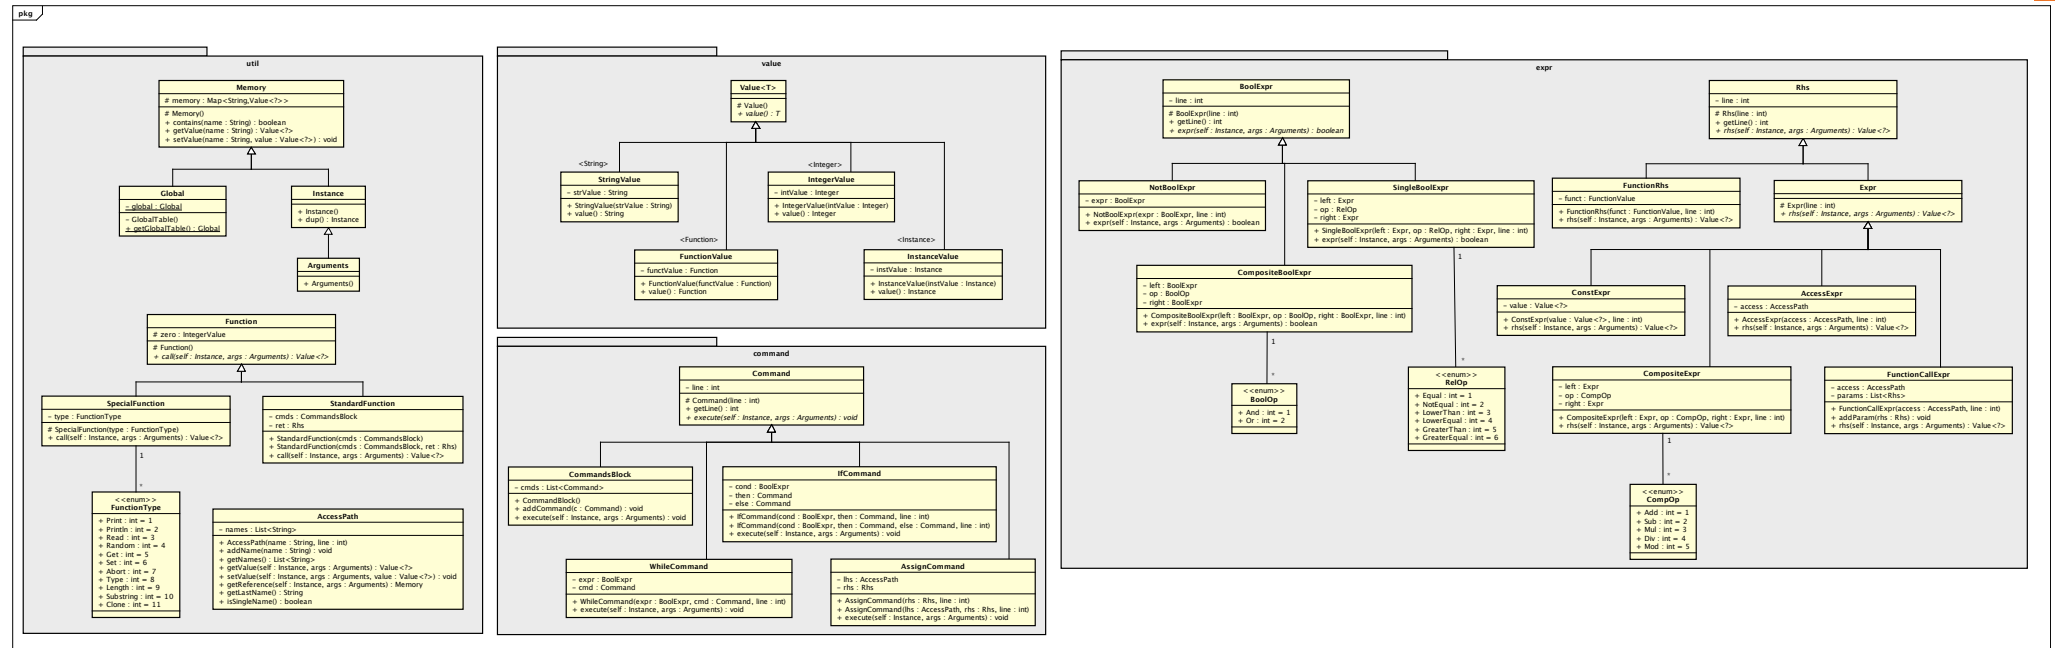 pkg
util
Memory
# memory : Map<String,Value<?>>
# Memory()
+ contains(name : String) : boolean
+ getValue(name : String) : Value<?>
+ setValue(name : String, value : Value<?>) : void
Global
- global : Global
- GlobalTable()
+ getGlobalTable() : Global
Instance
+ Instance()
+ dup() : Instance
Arguments
+ Arguments()
Function
# zero : IntegerValue
# Function()
+ call(self : Instance, args : Arguments) : Value<?>
SpecialFunction
- type : FunctionType
# SpecialFunction(type : FunctionType)
+ call(self : Instance, args : Arguments) : Value<?>
StandardFunction
- cmds : CommandsBlock
- ret : Rhs
+ StandardFunction(cmds : CommandsBlock)
+ StandardFunction(cmds : CommandsBlock, ret : Rhs)
+ call(self : Instance, args : Arguments) : Value<?>
1
*
<<enum>>
FunctionType
+ Print : int = 1
+ Println : int = 2
+ Read : int = 3
+ Random : int = 4
+ Get : int = 5
+ Set : int = 6
+ Abort : int = 7
+ Type : int = 8
+ Length : int = 9
+ Substring : int = 10
+ Clone : int = 11
AccessPath
- names : List<String>
+ AccessPath(name : String, line : int)
+ addName(name : String) : void
+ getNames() : List<String>
+ getValue(self : Instance, args : Arguments) : Value<?>
+ setValue(self : Instance, args : Arguments, value : Value<?>) : void
+ getReference(self : Instance, args : Arguments) : Memory
+ getLastName() : String
+ isSingleName() : boolean
value
Value<T>
# Value()
+ value() : T
<String>
StringValue
- strValue : String
+ StringValue(strValue : String)
+ value() : String
<Integer>
IntegerValue
- intValue : Integer
+ IntegerValue(intValue : Integer)
+ value() : Integer
<Function>
FunctionValue
- functValue : Function
+ FunctionValue(functValue : Function)
+ value() : Function
<Instance>
InstanceValue
- instValue : Instance
+ InstanceValue(instValue : Instance)
+ value() : Instance
command
Command
- line : int
# Command(line : int)
+ getLine() : int
+ execute(self : Instance, args : Arguments) : void
CommandsBlock
- cmds : List<Command>
+ CommandBlock()
+ addCommand(c : Command) : void
+ execute(self : Instance, args : Arguments) : void
IfCommand
- cond : BoolExpr
- then : Command
- else : Command
+ IfCommand(cond : BoolExpr, then : Command, line : int)
+ IfCommand(cond : BoolExpr, then : Command, else : Command, line : int)
+ execute(self : Instance, args : Arguments) : void
WhileCommand
- expr : BoolExpr
- cmd : Command
+ WhileCommand(expr : BoolExpr, cmd : Command, line : int)
+ execute(self : Instance, args : Arguments) : void
AssignCommand
- lhs : AccessPath
- rhs : Rhs
+ AssignCommand(rhs : Rhs, line : int)
+ AssignCommand(lhs : AccessPath, rhs : Rhs, line : int)
+ execute(self : Instance, args : Arguments) : void
expr
BoolExpr
- line : int
# BoolExpr(line : int)
+ getLine() : int
+ expr(self : Instance, args : Arguments) : boolean
NotBoolExpr
- expr : BoolExpr
+ NotBoolExpr(expr : BoolExpr, line : int)
+ expr(self : Instance, args : Arguments) : boolean
SingleBoolExpr
- left : Expr
- op : RelOp
- right : Expr
+ SingleBoolExpr(left : Expr, op : RelOp, right : Expr, line : int)
+ expr(self : Instance, args : Arguments) : boolean
CompositeBoolExpr
- left : BoolExpr
- op : BoolOp
- right : BoolExpr
+ CompositeBoolExpr(left : BoolExpr, op : BoolOp, right : BoolExpr, line : int)
+ expr(self : Instance, args : Arguments) : boolean
1
*
<<enum>>
BoolOp
+ And : int = 1
+ Or : int = 2
1
*
<<enum>>
RelOp
+ Equal : int = 1
+ NotEqual : int = 2
+ LowerThan : int = 3
+ LowerEqual : int = 4
+ GreaterThan : int = 5
+ GreaterEqual : int = 6
Rhs
- line : int
# Rhs(line : int)
+ getLine() : int
+ rhs(self : Instance, args : Arguments) : Value<?>
FunctionRhs
- funct : FunctionValue
+ FunctionRhs(funct : FunctionValue, line : int)
+ rhs(self : Instance, args : Arguments) : Value<?>
Expr
# Expr(line : int)
+ rhs(self : Instance, args : Arguments) : Value<?>
ConstExpr
- value : Value<?>
+ ConstExpr(value : Value<?>, line : int)
+ rhs(self : Instance, args : Arguments) : Value<?>
AccessExpr
- access : AccessPath
+ AccessExpr(access : AccessPath, line : int)
+ rhs(self : Instance, args : Arguments) : Value<?>
CompositeExpr
- left : Expr
- op : CompOp
- right : Expr
+ CompositeExpr(left : Expr, op : CompOp, right : Expr, line : int)
+ rhs(self : Instance, args : Arguments) : Value<?>
FunctionCallExpr
- access : AccessPath
- params : List<Rhs>
+ FunctionCallExpr(access : AccessPath, line : int)
+ addParam(rhs : Rhs) : void
+ rhs(self : Instance, args : Arguments) : Value<?>
1
*
<<enum>>
CompOp
+ Add : int = 1
+ Sub : int = 2
+ Mul : int = 3
+ Div : int = 4
+ Mod : int = 5